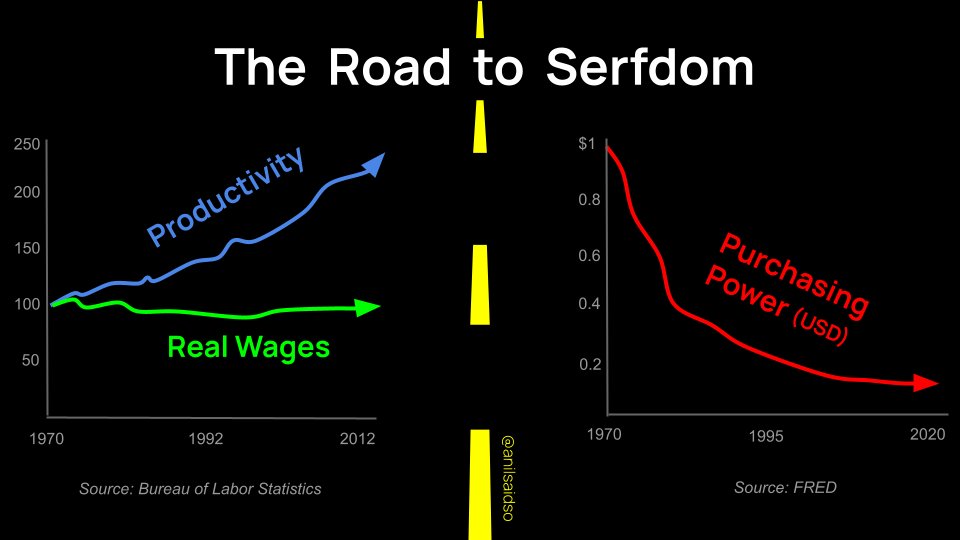 The Road to Serfdom
250
200
150
100
50
1970
1992
2012
Productivity
Real Wages
Source: Bureau of Labor Statistics
@anilsaidso
$1
0.8
0.6
0.4
0.2
1970
1995
2020
Purchasing
Power (USD)
Source: FRED